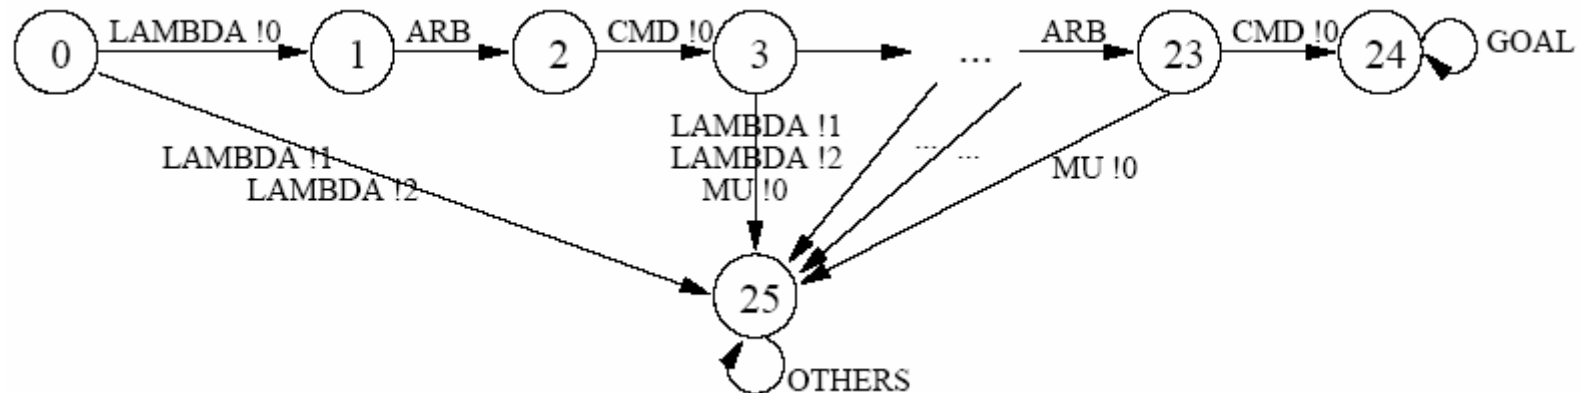 0 LAMBDA !0 1 ARB 2 CMD !0 3 ... ARB 23 CMD !0 24 GOAL
LAMBDA !1
LAMBDA !2
LAMBDA !1
LAMBDA !2
MU !0
...
...
MU !0
25
OTHERS